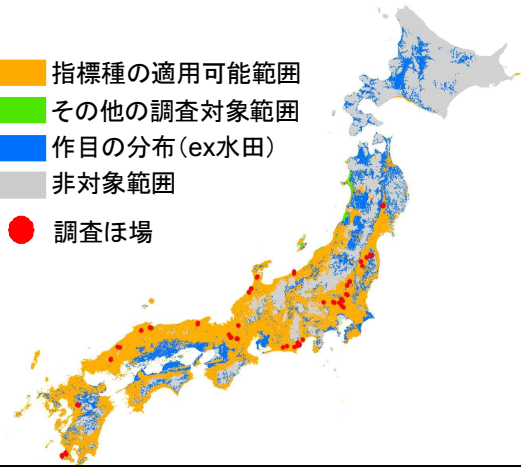 指標種の適用可能範囲
その他の調査対象範囲
作目の分布（ex水田）
非対象範囲
調査ほ場